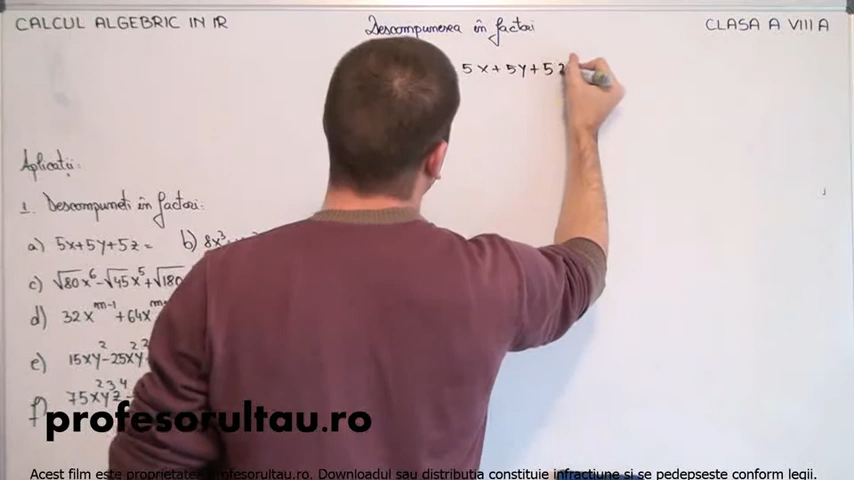 CALCUL ALGEBRIC IN IR
Descompunerea în factori
CLASA A VIII A
5x+5y+5z
Aplicații:
1. Descompuneți în factori:
a) 5x+5y+5z=
b) 8x³
c) √80x⁶-√45x⁵+√180
d) 32x^m-1 +64x^m
e) 15xy²-25x²y²
f) 75x²y³z⁴-
profesorultau.ro
Acest film este proprietatea profesorultau.ro. Downloadul sau distributia constituie infractiune si se pedepseste conform legii.